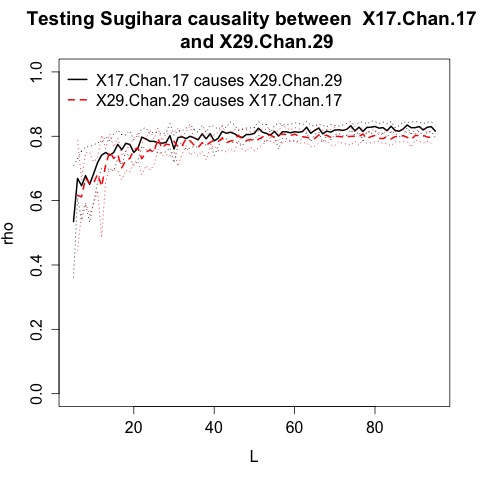 Testing Sugihara causality between X17.Chan.17
and X29.Chan.29
X17.Chan.17 causes X29.Chan.29
X29.Chan.29 causes X17.Chan.17
1.0
0.8
0.6
0.4
0.2
0.0
rho
20 40 60 80
L